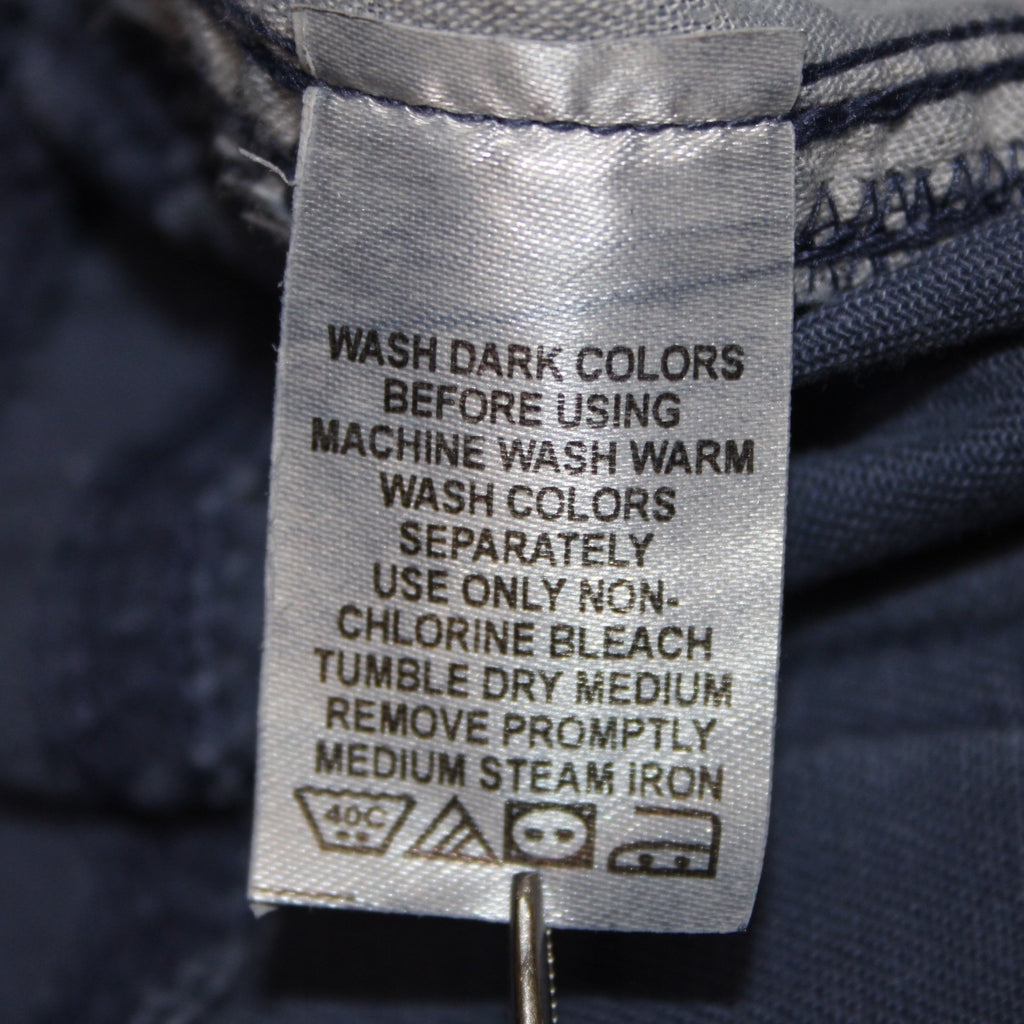 WASH DARK COLORS
BEFORE USING
MACHINE WASH WARM
WASH COLORS
SEPARATELY
USE ONLY NON-
CHLORINE BLEACH
TUMBLE DRY MEDIUM
REMOVE PROMPTLY
MEDIUM STEAM IRON
40C